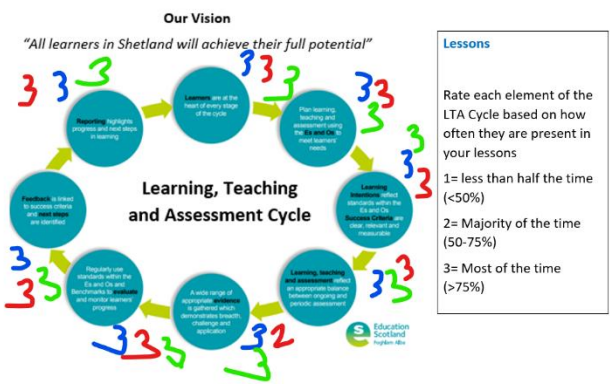 Our Vision
"All learners in Shetland will achieve their full potential"
3 3 3
Reporting highlights
progress and next steps
in learning
3 3 3
Learners are at the
heart of every stage
of the cycle
3 3 3
Plan learning,
teaching and
assessment using
the Es and Os to
meet learners'
needs
3 3 3
Learning
Intentions reflect
standards within the
Es and Os
Success Criteria are
clear, relevant and
measurable
Learning, Teaching
and Assessment Cycle
Feedback is linked
to success criteria
and next steps
are identified
3 3 3
Regularly use
standards within the
Es and Os and
Benchmarks to evaluate
and monitor learners'
progress
3 3 3
A wide range of
appropriate evidence
is gathered which
demonstrates breadth,
challenge and
application
3 2 3
Learning, teaching
and assessment reflect
an appropriate balance
between ongoing and
periodic assessment
3 3 3
Education
Scotland
Foghlam Alba
Lessons
Rate each element of the
LTA Cycle based on how
often they are present in
your lessons
1= less than half the time
(<50%)
2= Majority of the time
(50-75%)
3= Most of the time
(>75%)